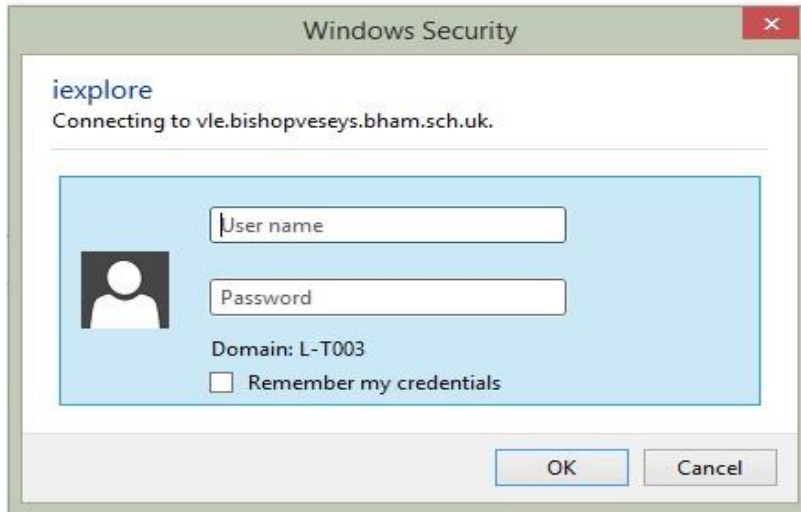 Windows Security
iexplore
Connecting to vle.bishopveseys.bham.sch.uk.
User name
Password
Domain: L-T003
Remember my credentials
OK
Cancel